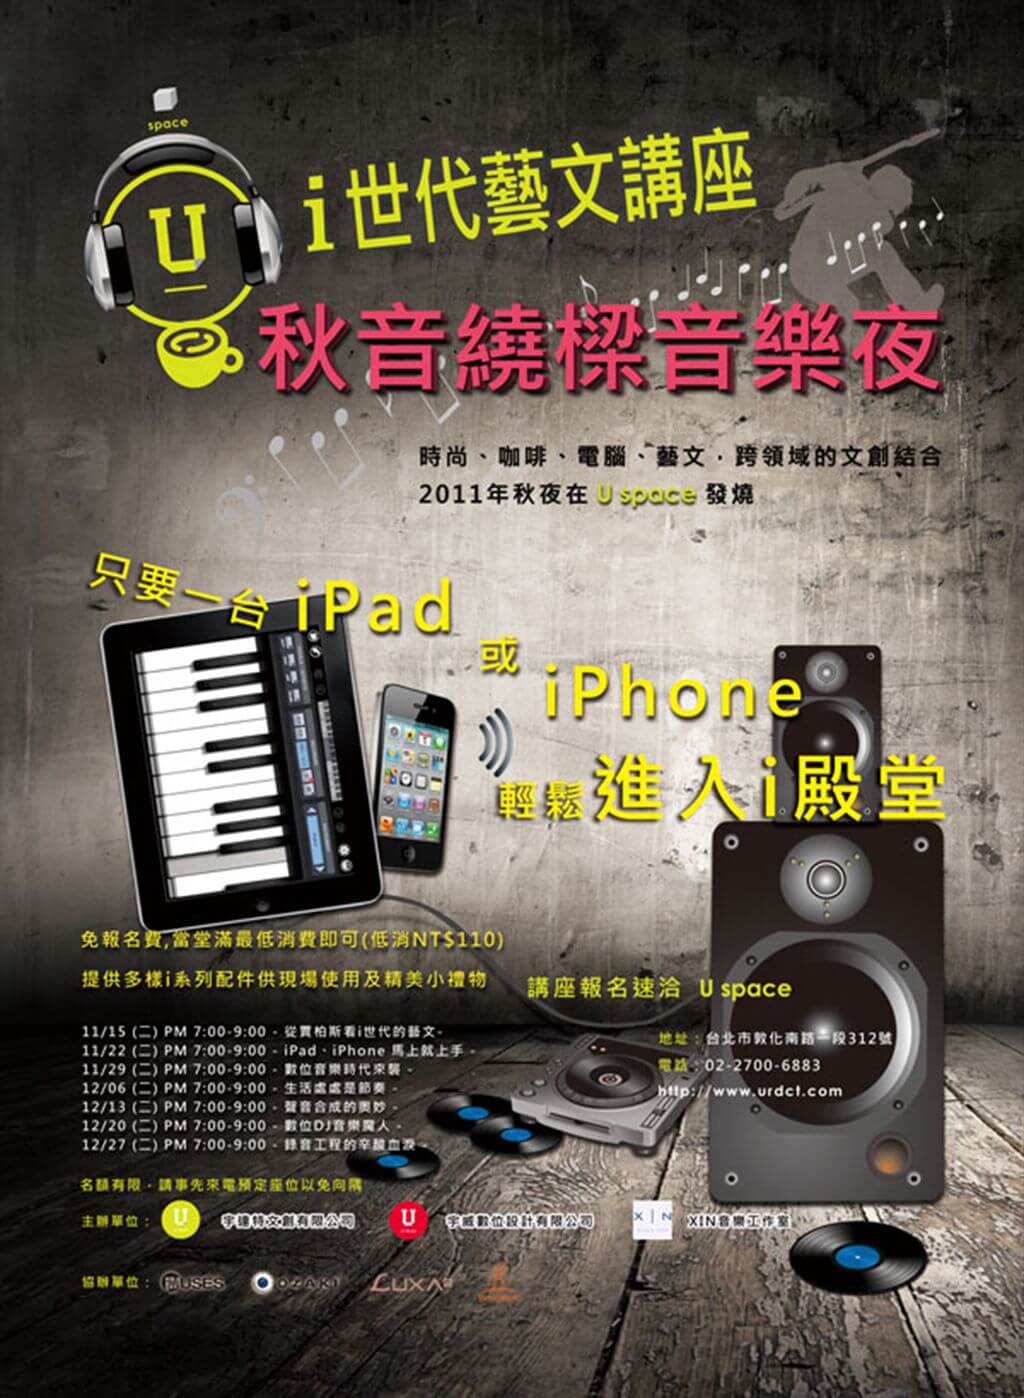 space
U
i世代藝文講座
秋音繞樑音樂夜
時尚、咖啡、電腦、藝文．跨領域的文創結合
2011年秋夜在 U space 發燒
只要一台 iPad
或
iPhone
輕鬆進入i殿堂
免報名費,當堂滿最低消費即可(低消NT$110)
提供多樣i系列配件供現場使用及精美小禮物
講座報名速洽 U space
11/15 (二) PM 7:00-9:00 - 從賈柏斯看i世代的藝文-
11/22 (二) PM 7:00-9:00 - iPad、iPhone 馬上就上手 -
11/29 (二) PM 7:00-9:00 - 數位音樂時代來襲 -
12/06 (二) PM 7:00-9:00 - 生活處處是節奏 -
12/13 (二) PM 7:00-9:00 - 聲音合成的奧妙 -
12/20 (二) PM 7:00-9:00 - 數位DJ音樂魔人 -
12/27 (二) PM 7:00-9:00 - 錄音工程的辛酸血淚 -
地址：台北市敦化南路一段312號
電話：02-2700-6883
http://www.urdct.com
名額有限．請事先來電預定座位以免向隅
主辦單位： U 宇達特文創有限公司 U 宇威數位設計有限公司 XIN XIN音樂工作室
協辦單位： MUSES OZAKI LUXA2